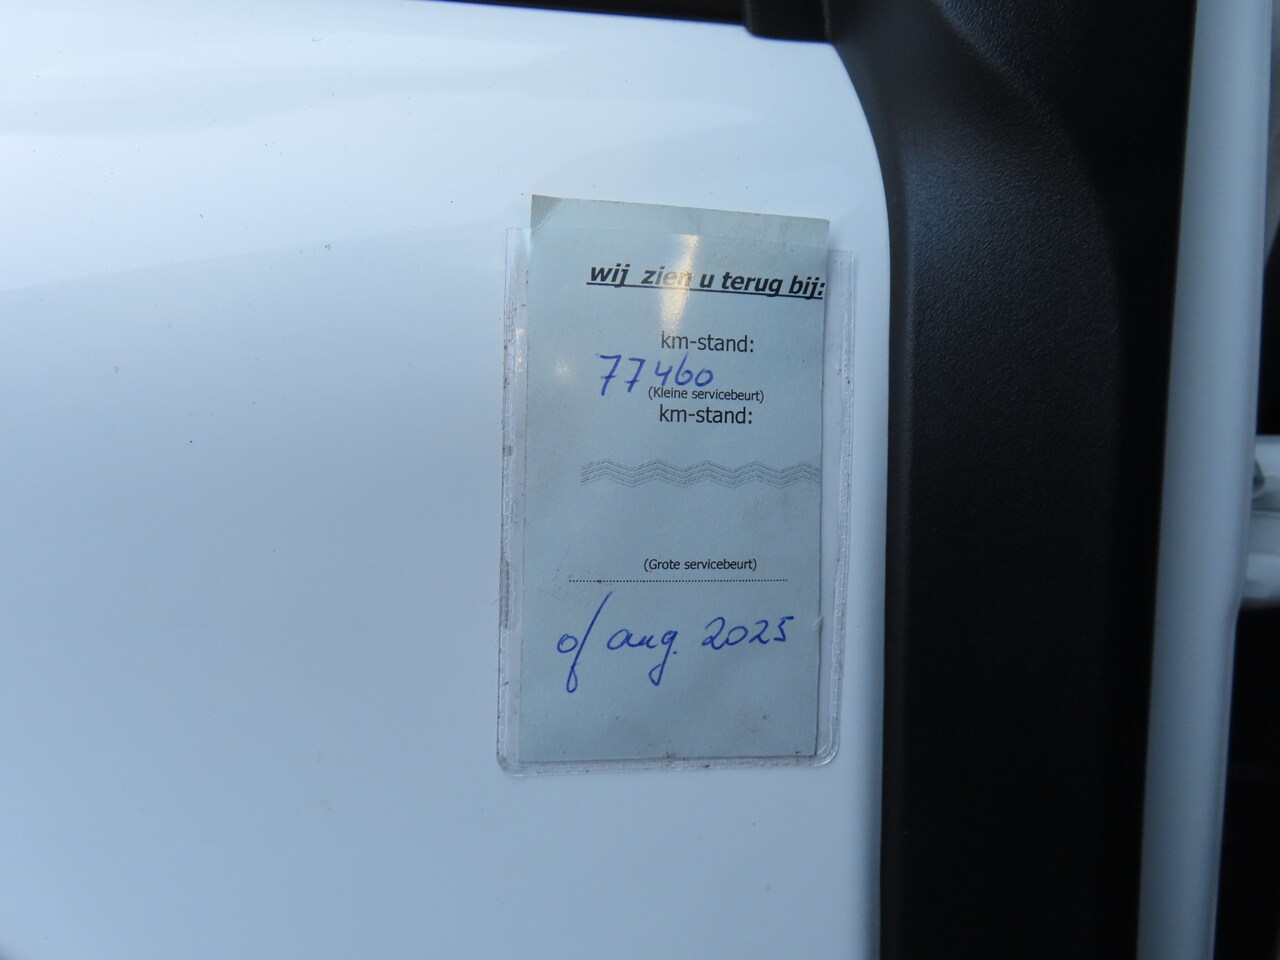 wij zien u terug bij:
km-stand:
77460
(Kleine servicebeurt)
km-stand:
(Grote servicebeurt)
of aug. 2025